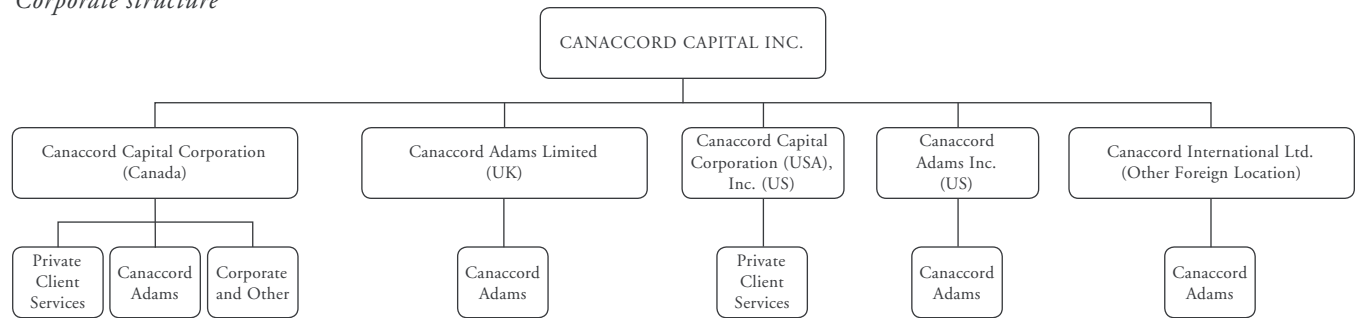 Corporate structure
CANACCORD CAPITAL INC.
Canaccord Capital Corporation
(Canada)
Canaccord Adams Limited
(UK)
Canaccord Capital
Corporation (USA),
Inc. (US)
Canaccord
Adams Inc.
(US)
Canaccord International Ltd.
(Other Foreign Location)
Private
Client
Services
Canaccord
Adams
Corporate
and Other
Canaccord
Adams
Private
Client
Services
Canaccord
Adams
Canaccord
Adams